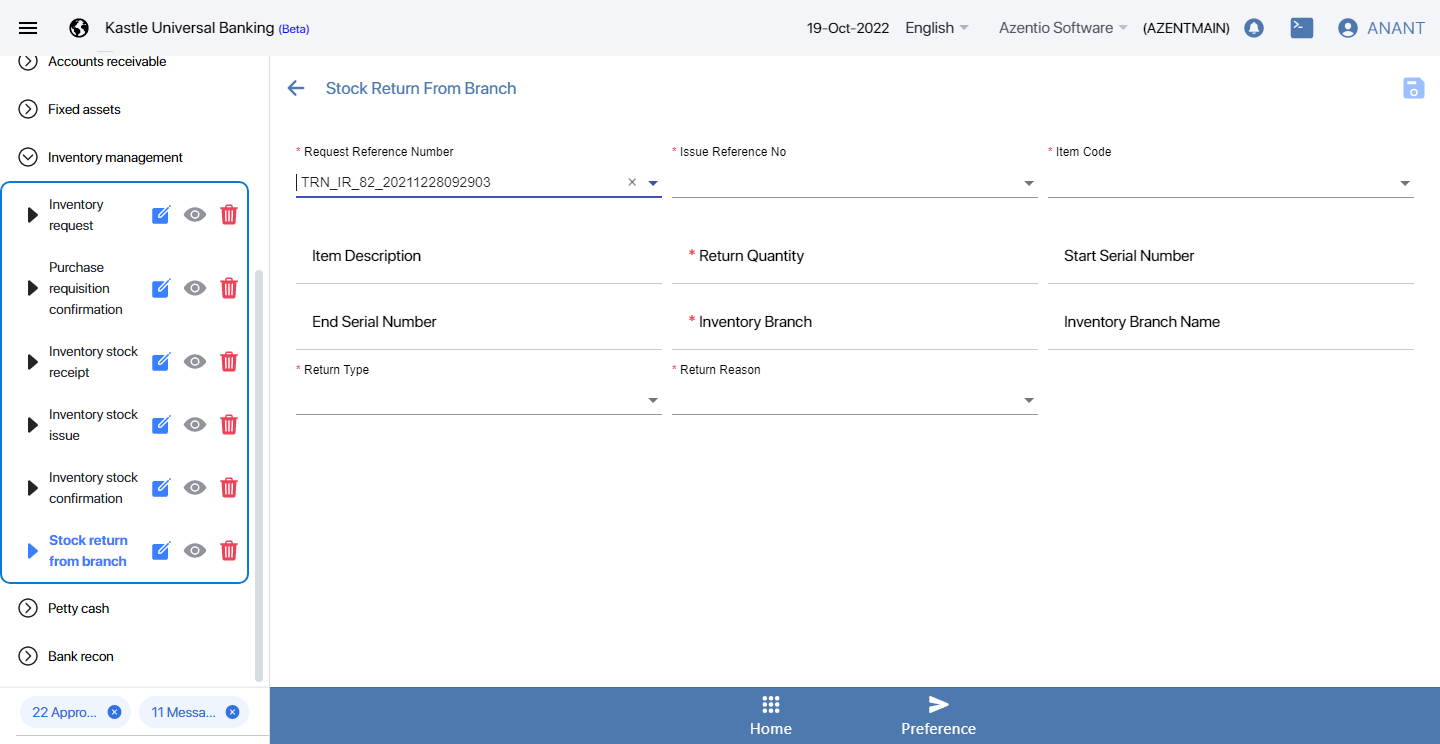 Kastle Universal Banking (Beta)
19-Oct-2022
English
Azentio Software
(AZENTMAIN)
ANANT
Accounts receivable
Fixed assets
Inventory management
Inventory
request
Purchase
requisition
confirmation
Inventory stock
receipt
Inventory stock
issue
Inventory stock
confirmation
Stock return
from branch
Petty cash
Bank recon
22 Appro...
11 Messa...
Stock Return From Branch
* Request Reference Number
* Issue Reference No
* Item Code
TRN_IR_82_20211228092903
Item Description
* Return Quantity
Start Serial Number
End Serial Number
* Inventory Branch
Inventory Branch Name
* Return Type
* Return Reason
Home
Preference